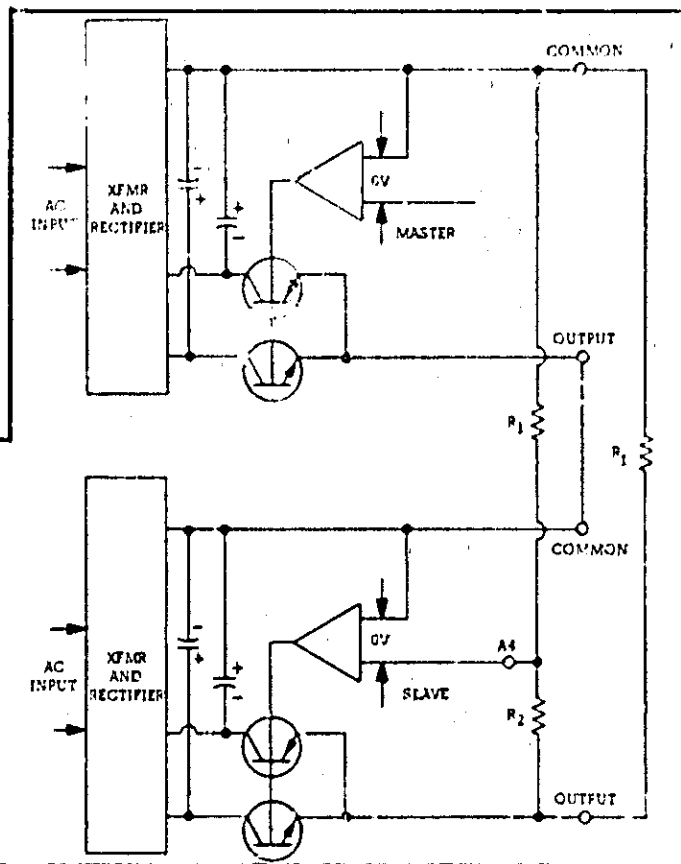 COMMON
XFMR
AND
RECTIFIER
AC
INPUT
- +
+ -
0V
MASTER
OUTPUT
R1
R1
COMMON
XFMR
AND
RECTIFIER
AC
INPUT
- +
+ -
0V
A4
SLAVE
R2
OUTPUT